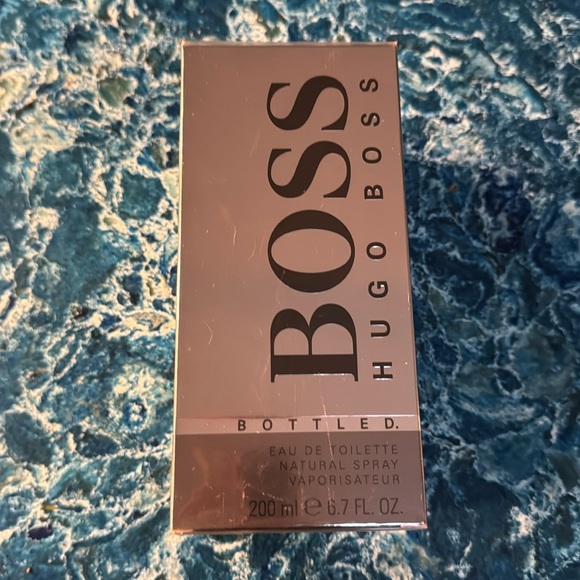 BOSS
HUGO BOSS
BOTTLED.
EAU DE TOILETTE
NATURAL SPRAY
VAPORISATEUR
200 ml ℮ 6.7 FL. OZ.